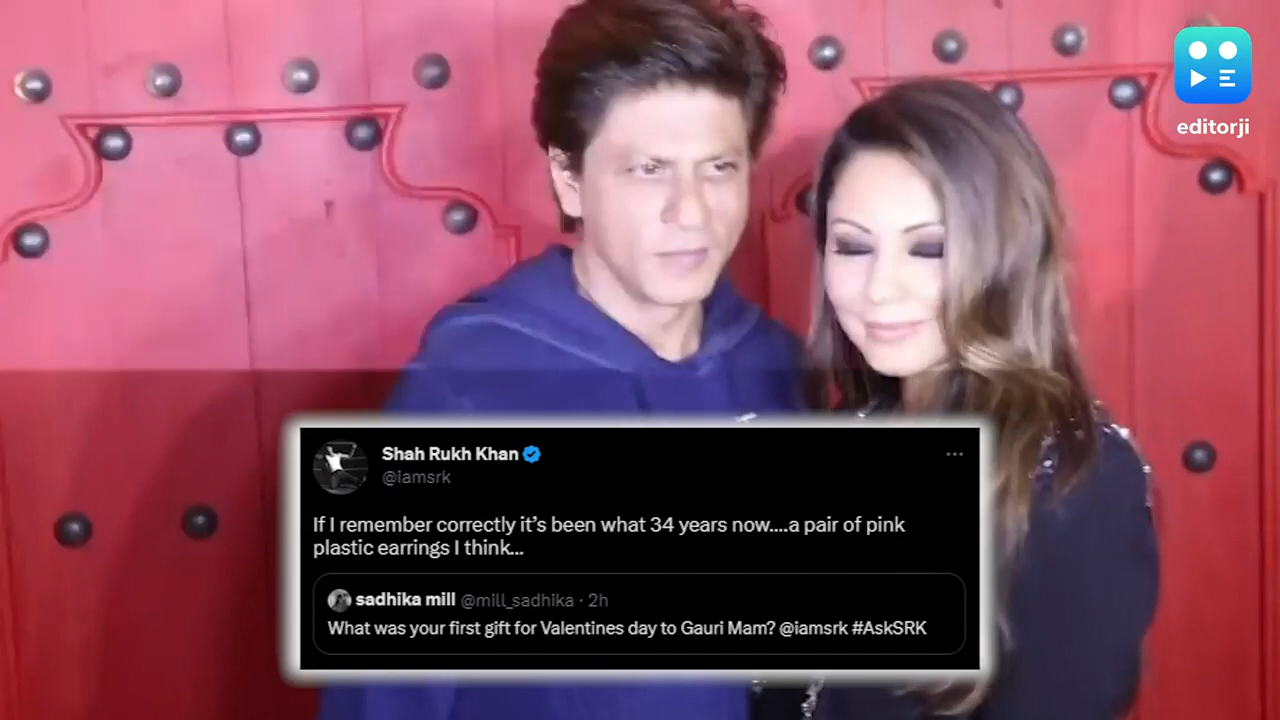 editorji
Shah Rukh Khan
@iamsrk
If I remember correctly it's been what 34 years now....a pair of pink
plastic earrings I think...
sadhika mill @mill_sadhika · 2h
What was your first gift for Valentines day to Gauri Mam? @iamsrk #AskSRK